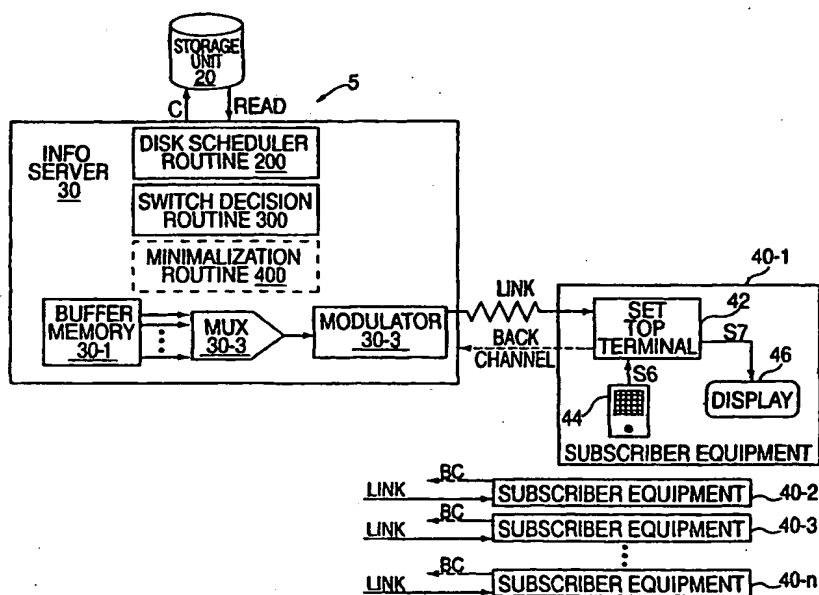 STORAGE
UNIT
20
5
C
READ
INFO
SERVER
30
DISK SCHEDULER
ROUTINE 200
SWITCH DECISION
ROUTINE 300
MINIMALIZATION
ROUTINE 400
BUFFER
MEMORY
30-1
MUX
30-3
MODULATOR
30-3
LINK
BACK
CHANNEL
40-1
SET
TOP
TERMINAL
42
S7
S6
44
46
DISPLAY
SUBSCRIBER EQUIPMENT
BC
LINK
SUBSCRIBER EQUIPMENT
40-2
BC
LINK
SUBSCRIBER EQUIPMENT
40-3
BC
LINK
SUBSCRIBER EQUIPMENT
40-n